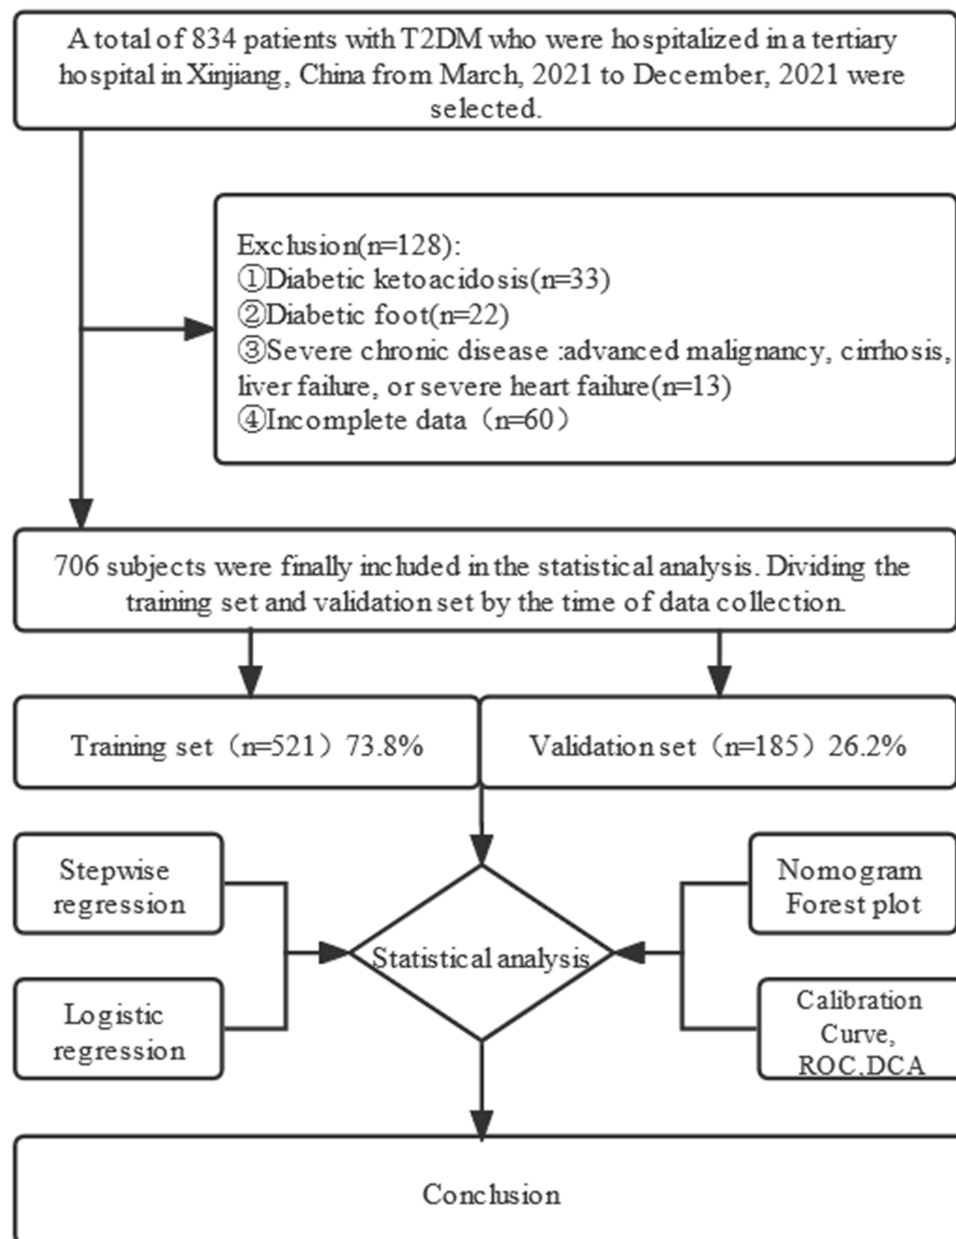 A total of 834 patients with T2DM who were hospitalized in a tertiary
hospital in Xinjiang, China from March, 2021 to December, 2021 were
selected.
Exclusion(n=128):
①Diabetic ketoacidosis(n=33)
②Diabetic foot(n=22)
③Severe chronic disease :advanced malignancy, cirrhosis,
liver failure, or severe heart failure(n=13)
④Incomplete data（n=60）
706 subjects were finally included in the statistical analysis. Dividing the
training set and validation set by the time of data collection.
Training set（n=521）73.8%
Validation set（n=185）26.2%
Stepwise
regression
Nomogram
Forest plot
Statistical analysis
Logistic
regression
Calibration
Curve,
ROC,DCA
Conclusion